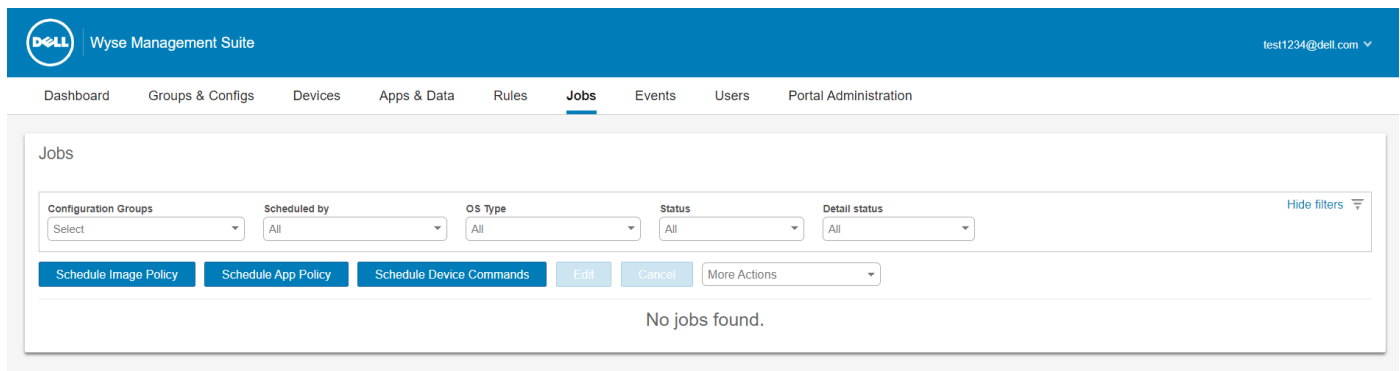 DELL Wyse Management Suite test1234@dell.com
Dashboard Groups & Configs Devices Apps & Data Rules Jobs Events Users Portal Administration
Jobs
Configuration Groups Scheduled by OS Type Status Detail status Hide filters
Select All All All All
Schedule Image Policy Schedule App Policy Schedule Device Commands Edit Cancel More Actions
No jobs found.